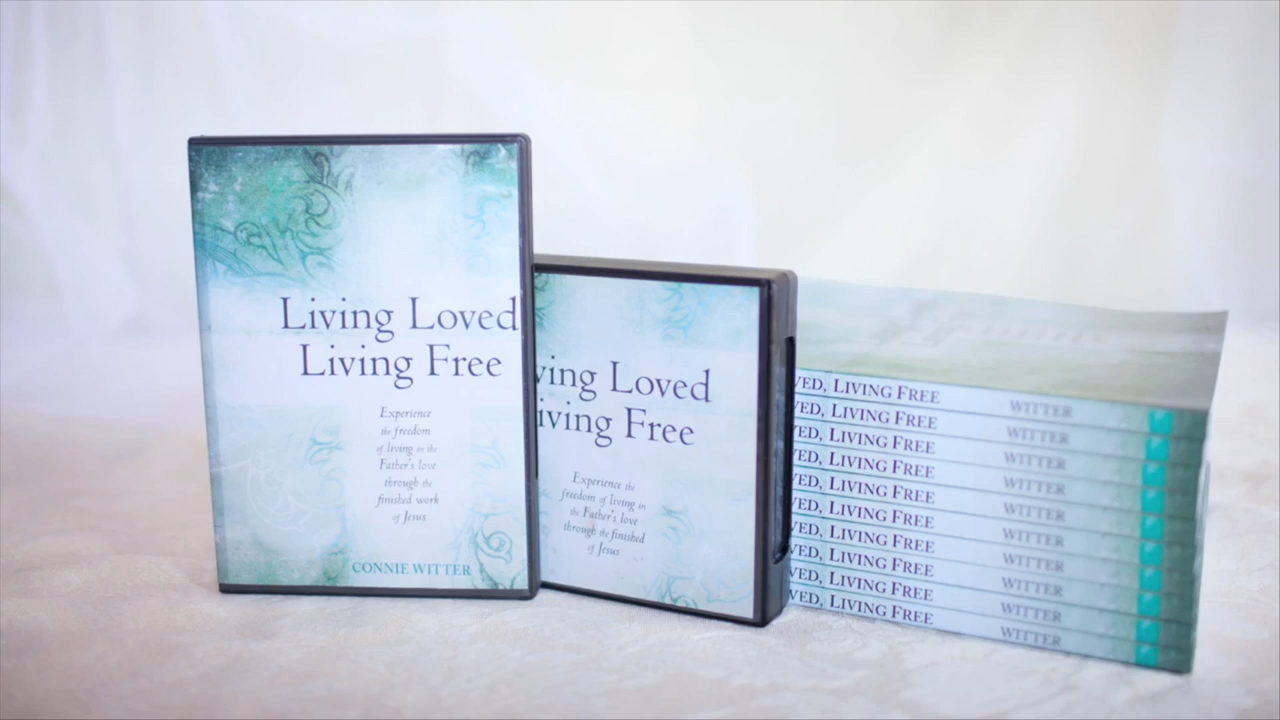 Living Loved
Living Free
Experience
the freedom
of living in the
Father's love
through the
finished work
of Jesus
CONNIE WITTER
ving Loved
iving Free
Experience the
freedom of living in
the Father's love
through the finished
of Jesus
VED, LIVING FREE WITTER
VED, LIVING FREE WITTER
VED, LIVING FREE WITTER
VED, LIVING FREE WITTER
VED, LIVING FREE WITTER
VED, LIVING FREE WITTER
VED, LIVING FREE WITTER
VED, LIVING FREE WITTER
VED, LIVING FREE WITTER
VED, LIVING FREE WITTER